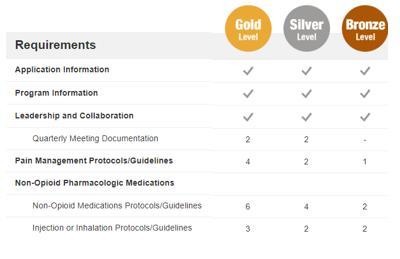 Gold Silver Bronze
Level Level Level
Requirements
Application Information ✓ ✓ ✓
Program Information ✓ ✓ ✓
Leadership and Collaboration ✓ ✓ ✓
Quarterly Meeting Documentation 2 2 -
Pain Management Protocols/Guidelines 4 2 1
Non-Opioid Pharmacologic Medications
Non-Opioid Medications Protocols/Guidelines 6 4 2
Injection or Inhalation Protocols/Guidelines 3 2 2